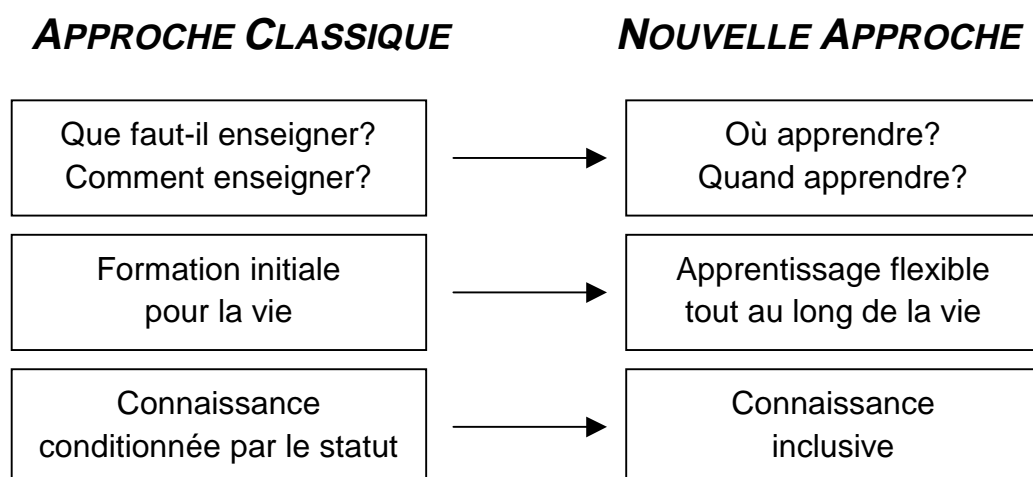 APPROCHE CLASSIQUE
NOUVELLE APPROCHE
Que faut-il enseigner?
Comment enseigner?
Où apprendre?
Quand apprendre?
Formation initiale
pour la vie
Apprentissage flexible
tout au long de la vie
Connaissance
conditionnée par le statut
Connaissance
inclusive